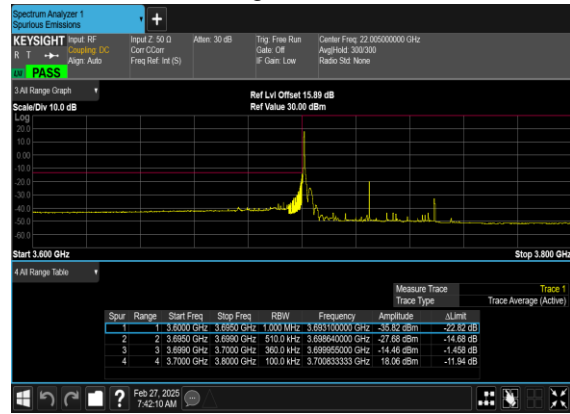 Spectrum Analyzer 1
Spurious Emissions
KEYSIGHT Input: RF Input Z: 50 Ω Atten: 30 dB Trig: Free Run Center Freq: 22.005000000 GHz
R T Coupling: DC Corr CCorr Gate: Off Avg|Hold: 300/300
Align: Auto Freq Ref: Int (S) IF Gain: Low Radio Std: None
PASS
3 All Range Graph
Ref Lvl Offset 15.89 dB
Scale/Div 10.0 dB Ref Value 30.00 dBm
Log
20.0
10.0
0.00
-10.0
-20.0
-30.0
-40.0
-50.0
-60.0
Start 3.600 GHz Stop 3.800 GHz
4 All Range Table
Measure Trace Trace 1
Trace Type Trace Average (Active)
Spur Range Start Freq Stop Freq RBW Frequency Amplitude ΔLimit
1 1 3.6000 GHz 3.6950 GHz 1.000 MHz 3.693100000 GHz -35.82 dBm -22.82 dB
2 2 3.6950 GHz 3.6990 GHz 510.0 kHz 3.698640000 GHz -27.68 dBm -14.68 dB
3 3 3.6990 GHz 3.7000 GHz 360.0 kHz 3.699955000 GHz -14.46 dBm -1.458 dB
4 4 3.7000 GHz 3.8000 GHz 100.0 kHz 3.700833333 GHz 18.06 dBm -11.94 dB
? Feb 27, 2025
7:42:10 AM